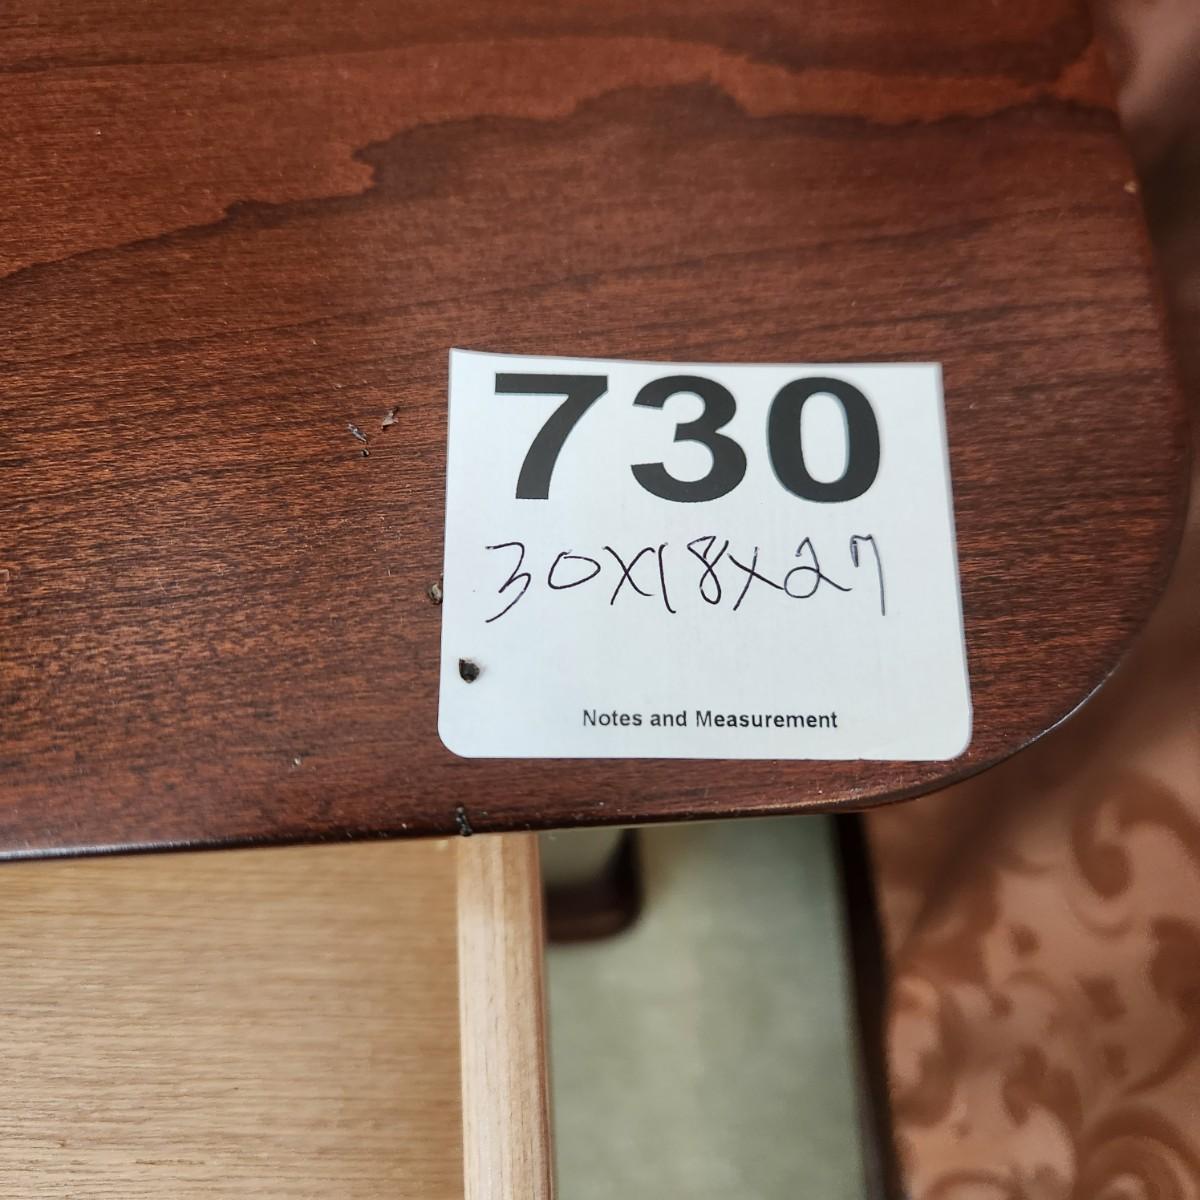 730
30X18X27
Notes and Measurement